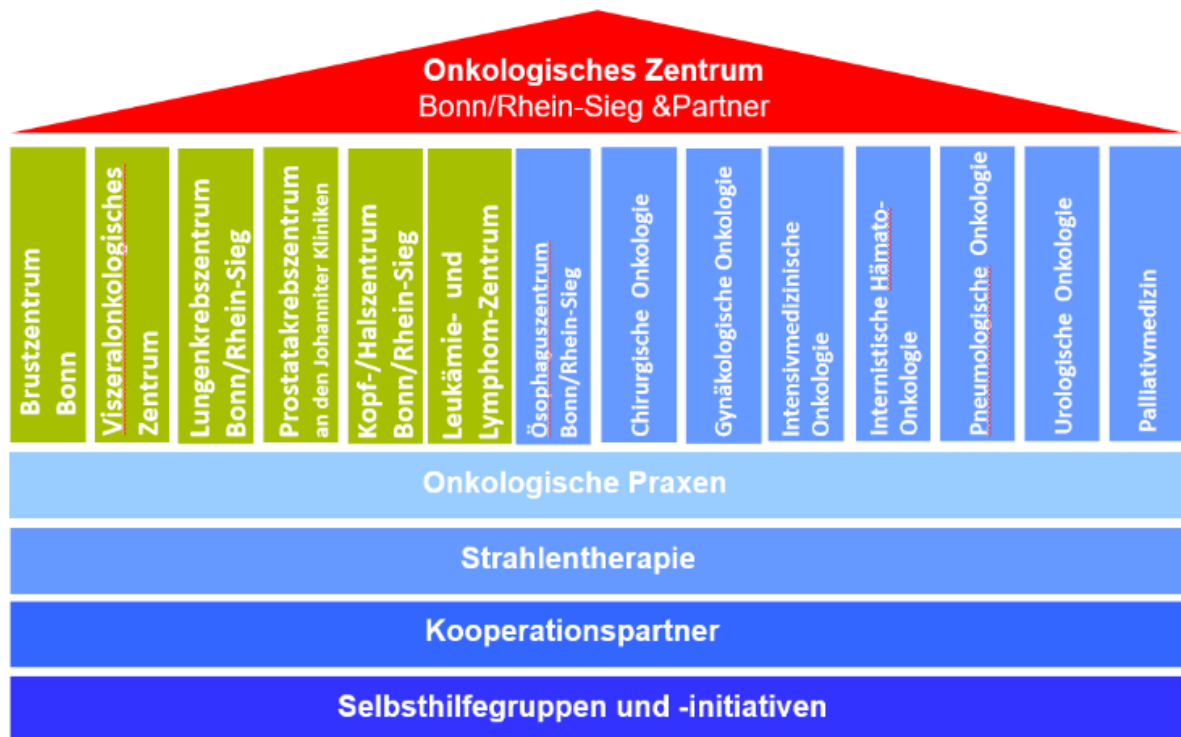 Onkologisches Zentrum
Bonn/Rhein-Sieg &Partner
Brustzentrum
Bonn
Viszeralonkologisches
Zentrum
Lungenkrebszentrum
Bonn/Rhein-Sieg
Prostatakrebszentrum
an den Johanniter Kliniken
Kopf-/Halszentrum
Bonn/Rhein-Sieg
Leukämie- und
Lymphom-Zentrum
Ösophaguszentrum
Bonn/Rhein-Sieg
Chirurgische Onkologie
Gynäkologische Onkologie
Intensivmedizinische
Onkologie
Internistische Hämato-
Onkologie
Pneumologische Onkologie
Urologische Onkologie
Palliativmedizin
Onkologische Praxen
Strahlentherapie
Kooperationspartner
Selbsthilfegruppen und -initiativen